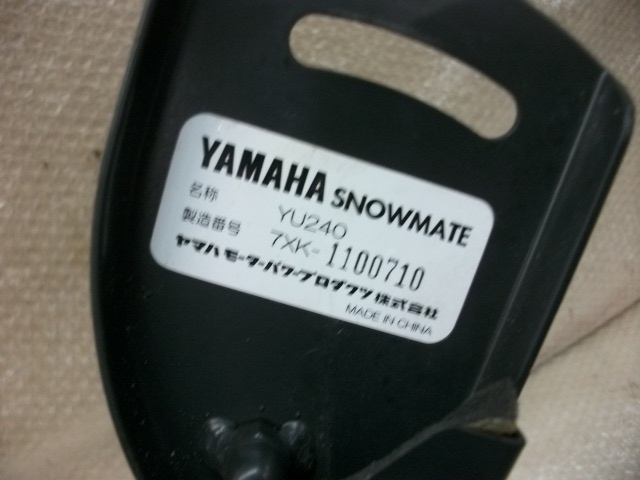 YAMAHA SNOWMATE
名称 YU240
製造番号 7XK-1100710
ヤマハモーターパワープロダクツ株式会社
MADE IN CHINA